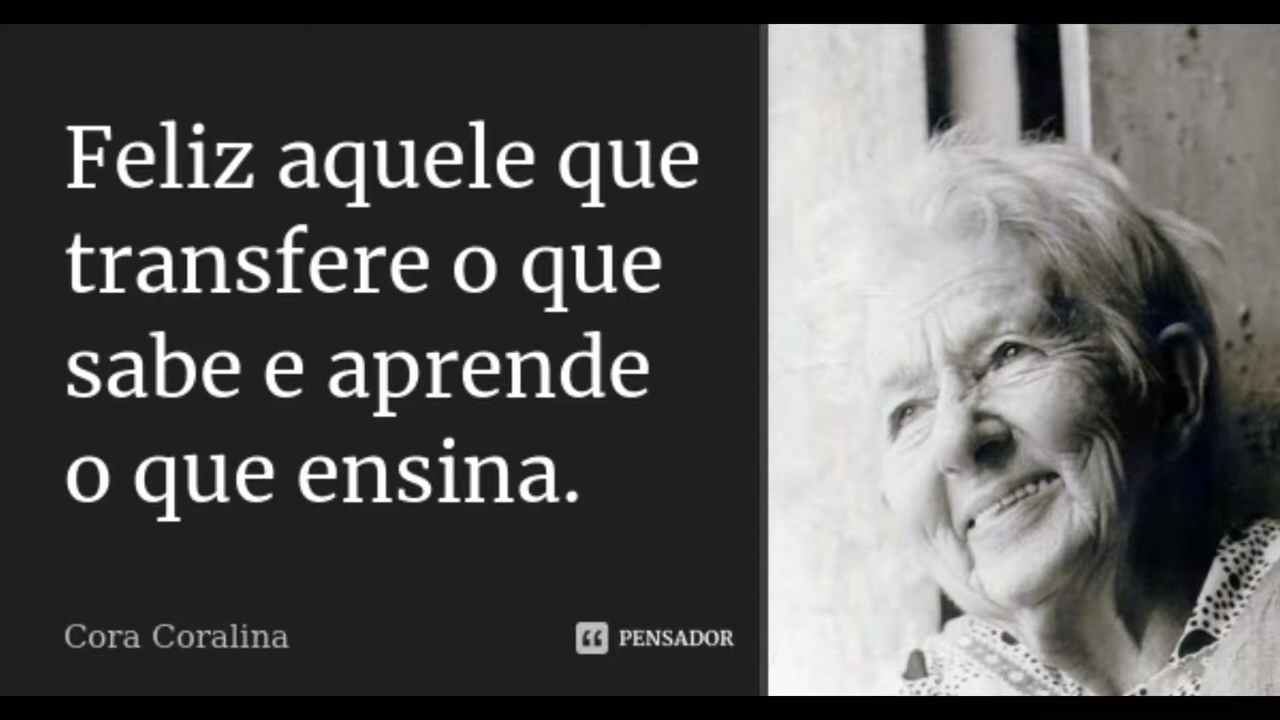 Feliz aquele que
transfere o que
sabe e aprende
o que ensina.
Cora Coralina
PENSADOR